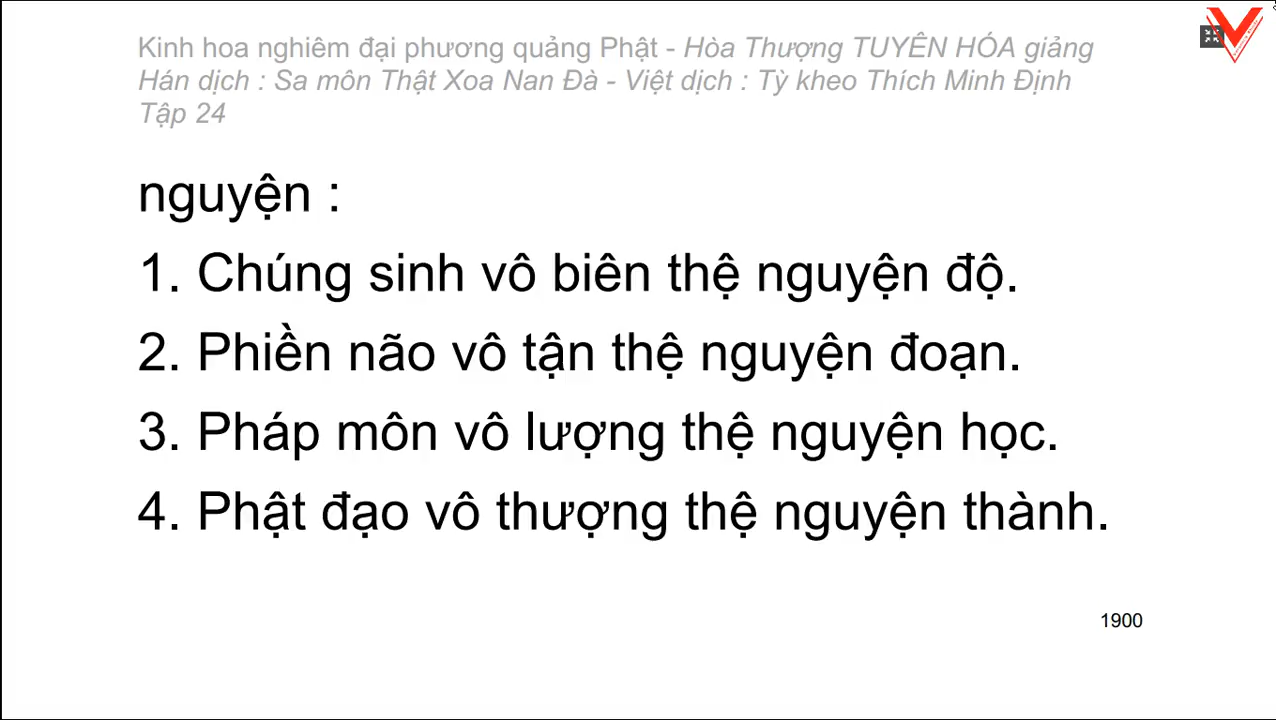 Kinh hoa nghiêm đại phương quảng Phật - Hòa Thượng TUYÊN HÓA giảng
Hán dịch : Sa môn Thật Xoa Nan Đà - Việt dịch : Tỳ kheo Thích Minh Định
Tập 24
nguyện :
1. Chúng sinh vô biên thệ nguyện độ.
2. Phiền não vô tận thệ nguyện đoạn.
3. Pháp môn vô lượng thệ nguyện học.
4. Phật đạo vô thượng thệ nguyện thành.
1900